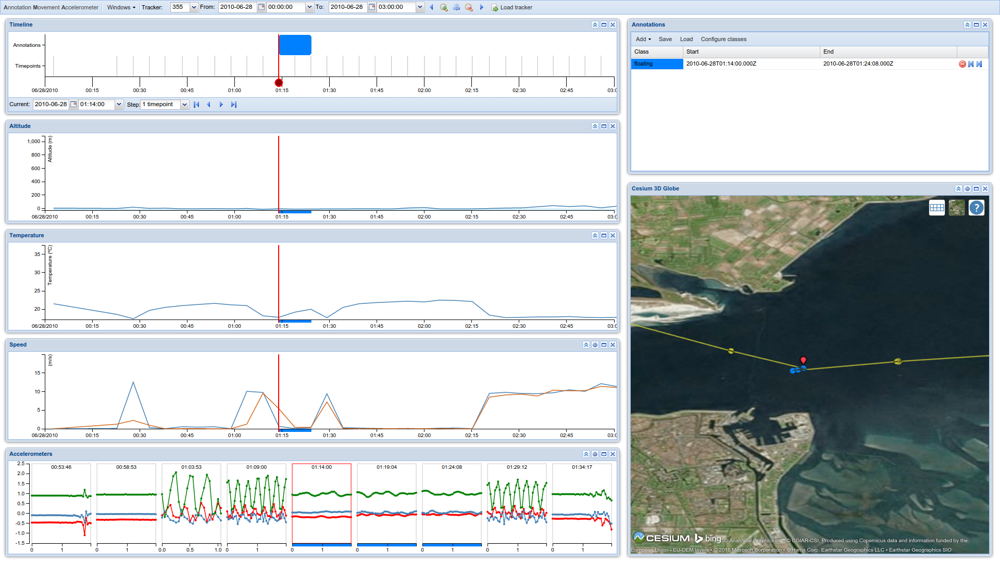 Annotation Movement Accelerometer Windows Tracker: 355 From: 2010-06-28 00:00:00 To: 2010-06-28 03:00:00 Load tracker
Timeline
Annotations
Timepoints
06/28/2010 00:15 00:30 00:45 01:00 01:15 01:30 01:45 02:00 02:15 02:30 02:45 03:0
Current: 2010-06-28 01:14:00 Step: 1 timepoint
Altitude
Altitude (m)
1,000
800
600
400
200
0
06/28/2010 00:15 00:30 00:45 01:00 01:15 01:30 01:45 02:00 02:15 02:30 02:45 03:0
Temperature
Temperature (°C)
35
30
25
20
06/28/2010 00:15 00:30 00:45 01:00 01:15 01:30 01:45 02:00 02:15 02:30 02:45 03:0
Speed
(m/s)
15
10
5
0
06/28/2010 00:15 00:30 00:45 01:00 01:15 01:30 01:45 02:00 02:15 02:30 02:45 03:0
Accelerometers
00:53:46 00:58:53 01:03:53 01:09:00 01:14:00 01:19:04 01:24:08 01:29:12 01:34:17
2.5
2.0
1.5
1.0
0.5
0.0
-0.5
-1.0
-1.5
0 1 0 1 0.0 0.5 1.0 0 1 0 1 0 1 0 1 0 1 0 1
Annotations
Add Save Load Configure classes
Class Start End
floating 2010-06-28T01:14:00.000Z 2010-06-28T01:24:08.000Z
Cesium 3D Globe
?
CESIUM bing © Analytical Graphics Inc., © CGIAR-CSI, Produced using Copernicus data and information funded by the
European Union - EU-DEM layers • © 2016 Microsoft Corporation • © Harris Corp, Earthstar Geographics LLC • Earthstar Geographics SIO